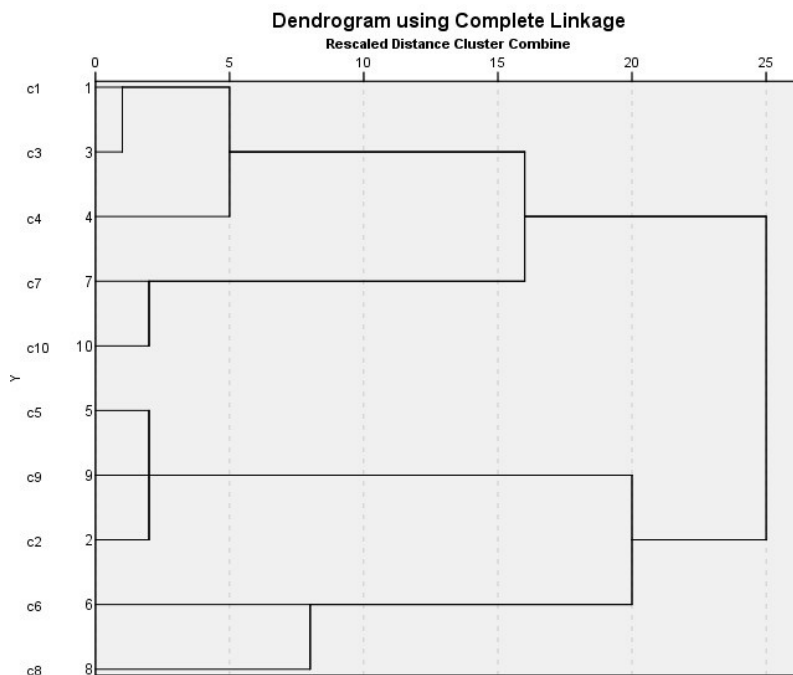 Dendrogram using Complete Linkage
Rescaled Distance Cluster Combine
0 5 10 15 20 25
c1 1
c3 3
c4 4
c7 7
c10 10
Y
c5 5
c9 9
c2 2
c6 6
c8 8